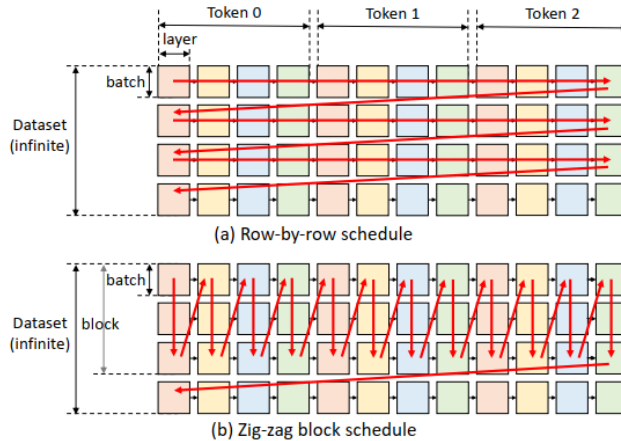 Token 0 Token 1 Token 2
layer
batch
Dataset
(infinite)
(a) Row-by-row schedule
batch
block
Dataset
(infinite)
(b) Zig-zag block schedule